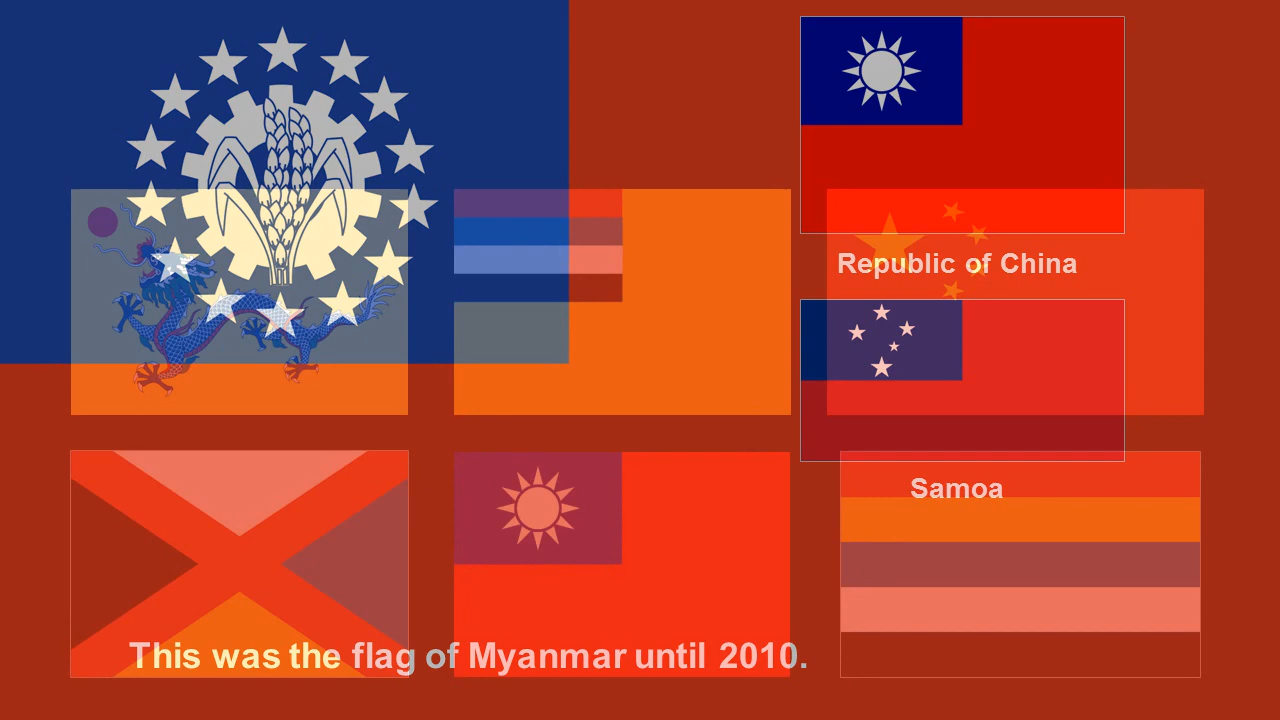 Republic of China
Samoa
This was the flag of Myanmar until 2010.